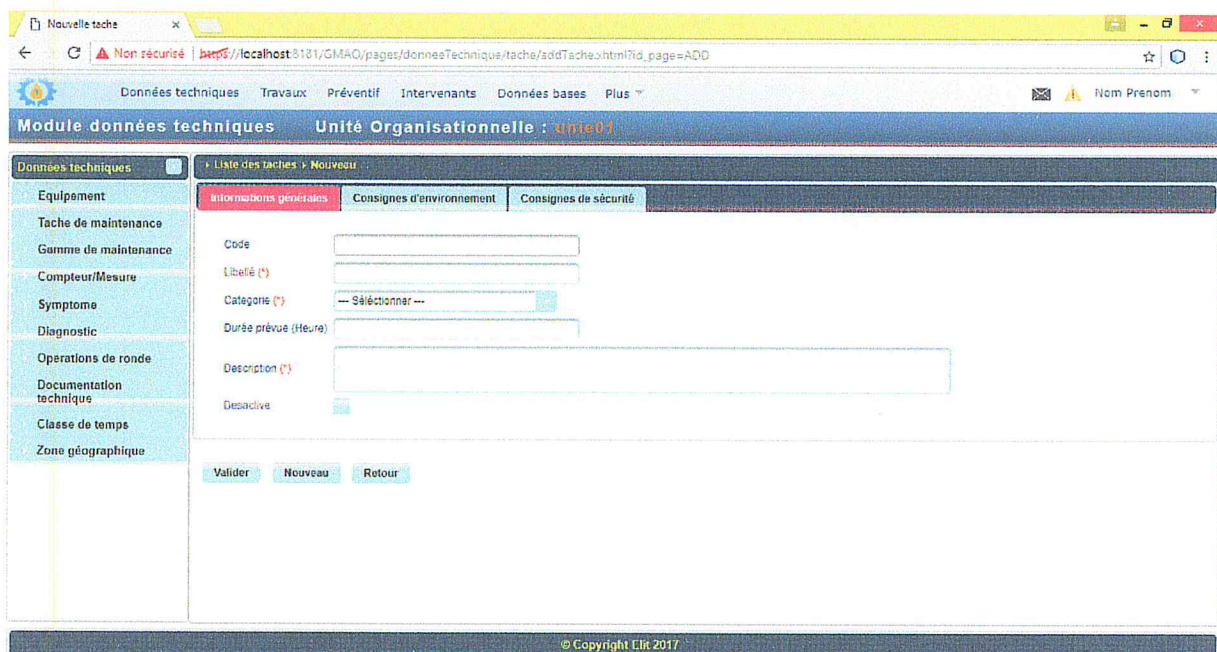 Nouvelle tache
Non sécurisé https://localhost:8181/GMAO/pages/donneeTechnique/tache/addTache.xhtml?id_page=ADD
Données techniques Travaux Préventif Intervenants Données bases Plus Nom Prenom
Module données techniques Unité Organisationnelle : unie01
Données techniques
Equipement
Tache de maintenance
Gamme de maintenance
Compteur/Mesure
Symptome
Diagnostic
Operations de ronde
Documentation
technique
Classe de temps
Zone géographique
Liste des taches Nouveau
Informations générales Consignes d'environnement Consignes de sécurité
Code
Libellé (*)
Categorie (*) --- Séléctionner ---
Durée prévue (Heure)
Description (*)
Desactive
Valider Nouveau Retour
© Copyright Elit 2017